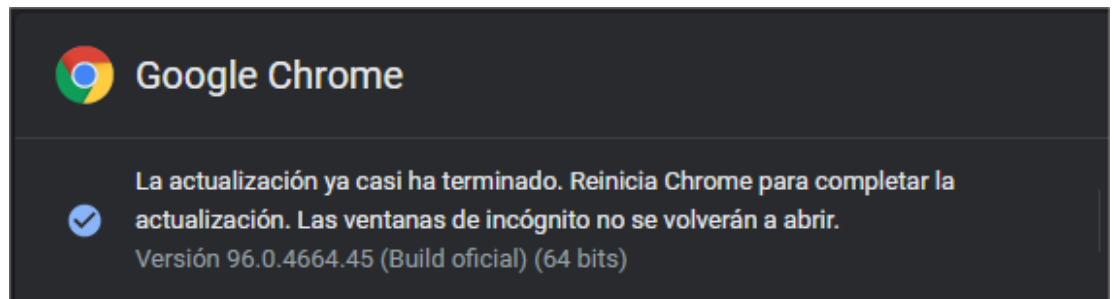 Google Chrome
La actualización ya casi ha terminado. Reinicia Chrome para completar la
actualización. Las ventanas de incógnito no se volverán a abrir.
Versión 96.0.4664.45 (Build oficial) (64 bits)